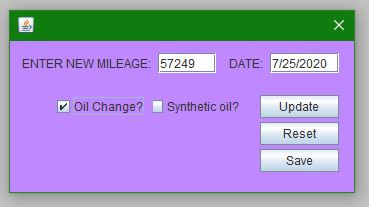 ENTER NEW MILEAGE: 57249 DATE: 7/25/2020
Oil Change? Synthetic oil? Update
Reset
Save